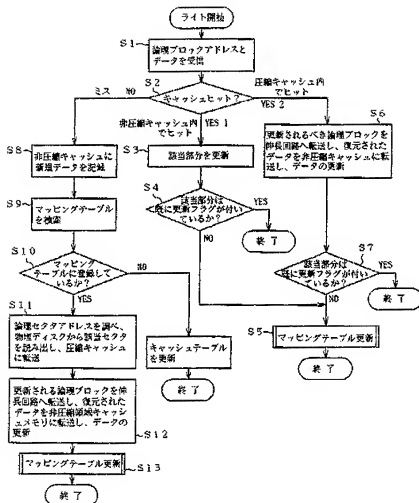 ライト開始
S1
論理ブロックアドレスと
データを受信
S2
ミス
NO
キャッシュヒット?
圧縮キャッシュ内
でヒット
YES 2
非圧縮キャッシュ内
でヒット
YES 1
S8
非圧縮キャッシュに
新規データを記録
S3
該当部分を更新
S6
更新されるべき論理ブロックを
伸長回路へ転送し、復元された
データを非圧縮キャッシュに転
送し、データの更新
S9
マッピングテーブル
を検索
S4
該当部分は
既に更新フラグが付い
ているか?
YES
終了
NO
S7
該当部分は
既に更新フラグが付い
ているか?
YES
終了
NO
S10
マッピング
テーブルに登録して
いるか?
NO
YES
S5
マッピングテーブル更新
終了
S11
論理セクタアドレスを調べ、
物理ディスクから該当セクタ
を読み出し、圧縮キャッシュ
に転送
キャッシュテーブル
を更新
終了
更新される論理ブロックを伸
長回路へ転送し、復元された
データを非圧縮領域キャッシ
ュメモリに転送し、データの
更新
S12
マッピングテーブル更新
S13
終了